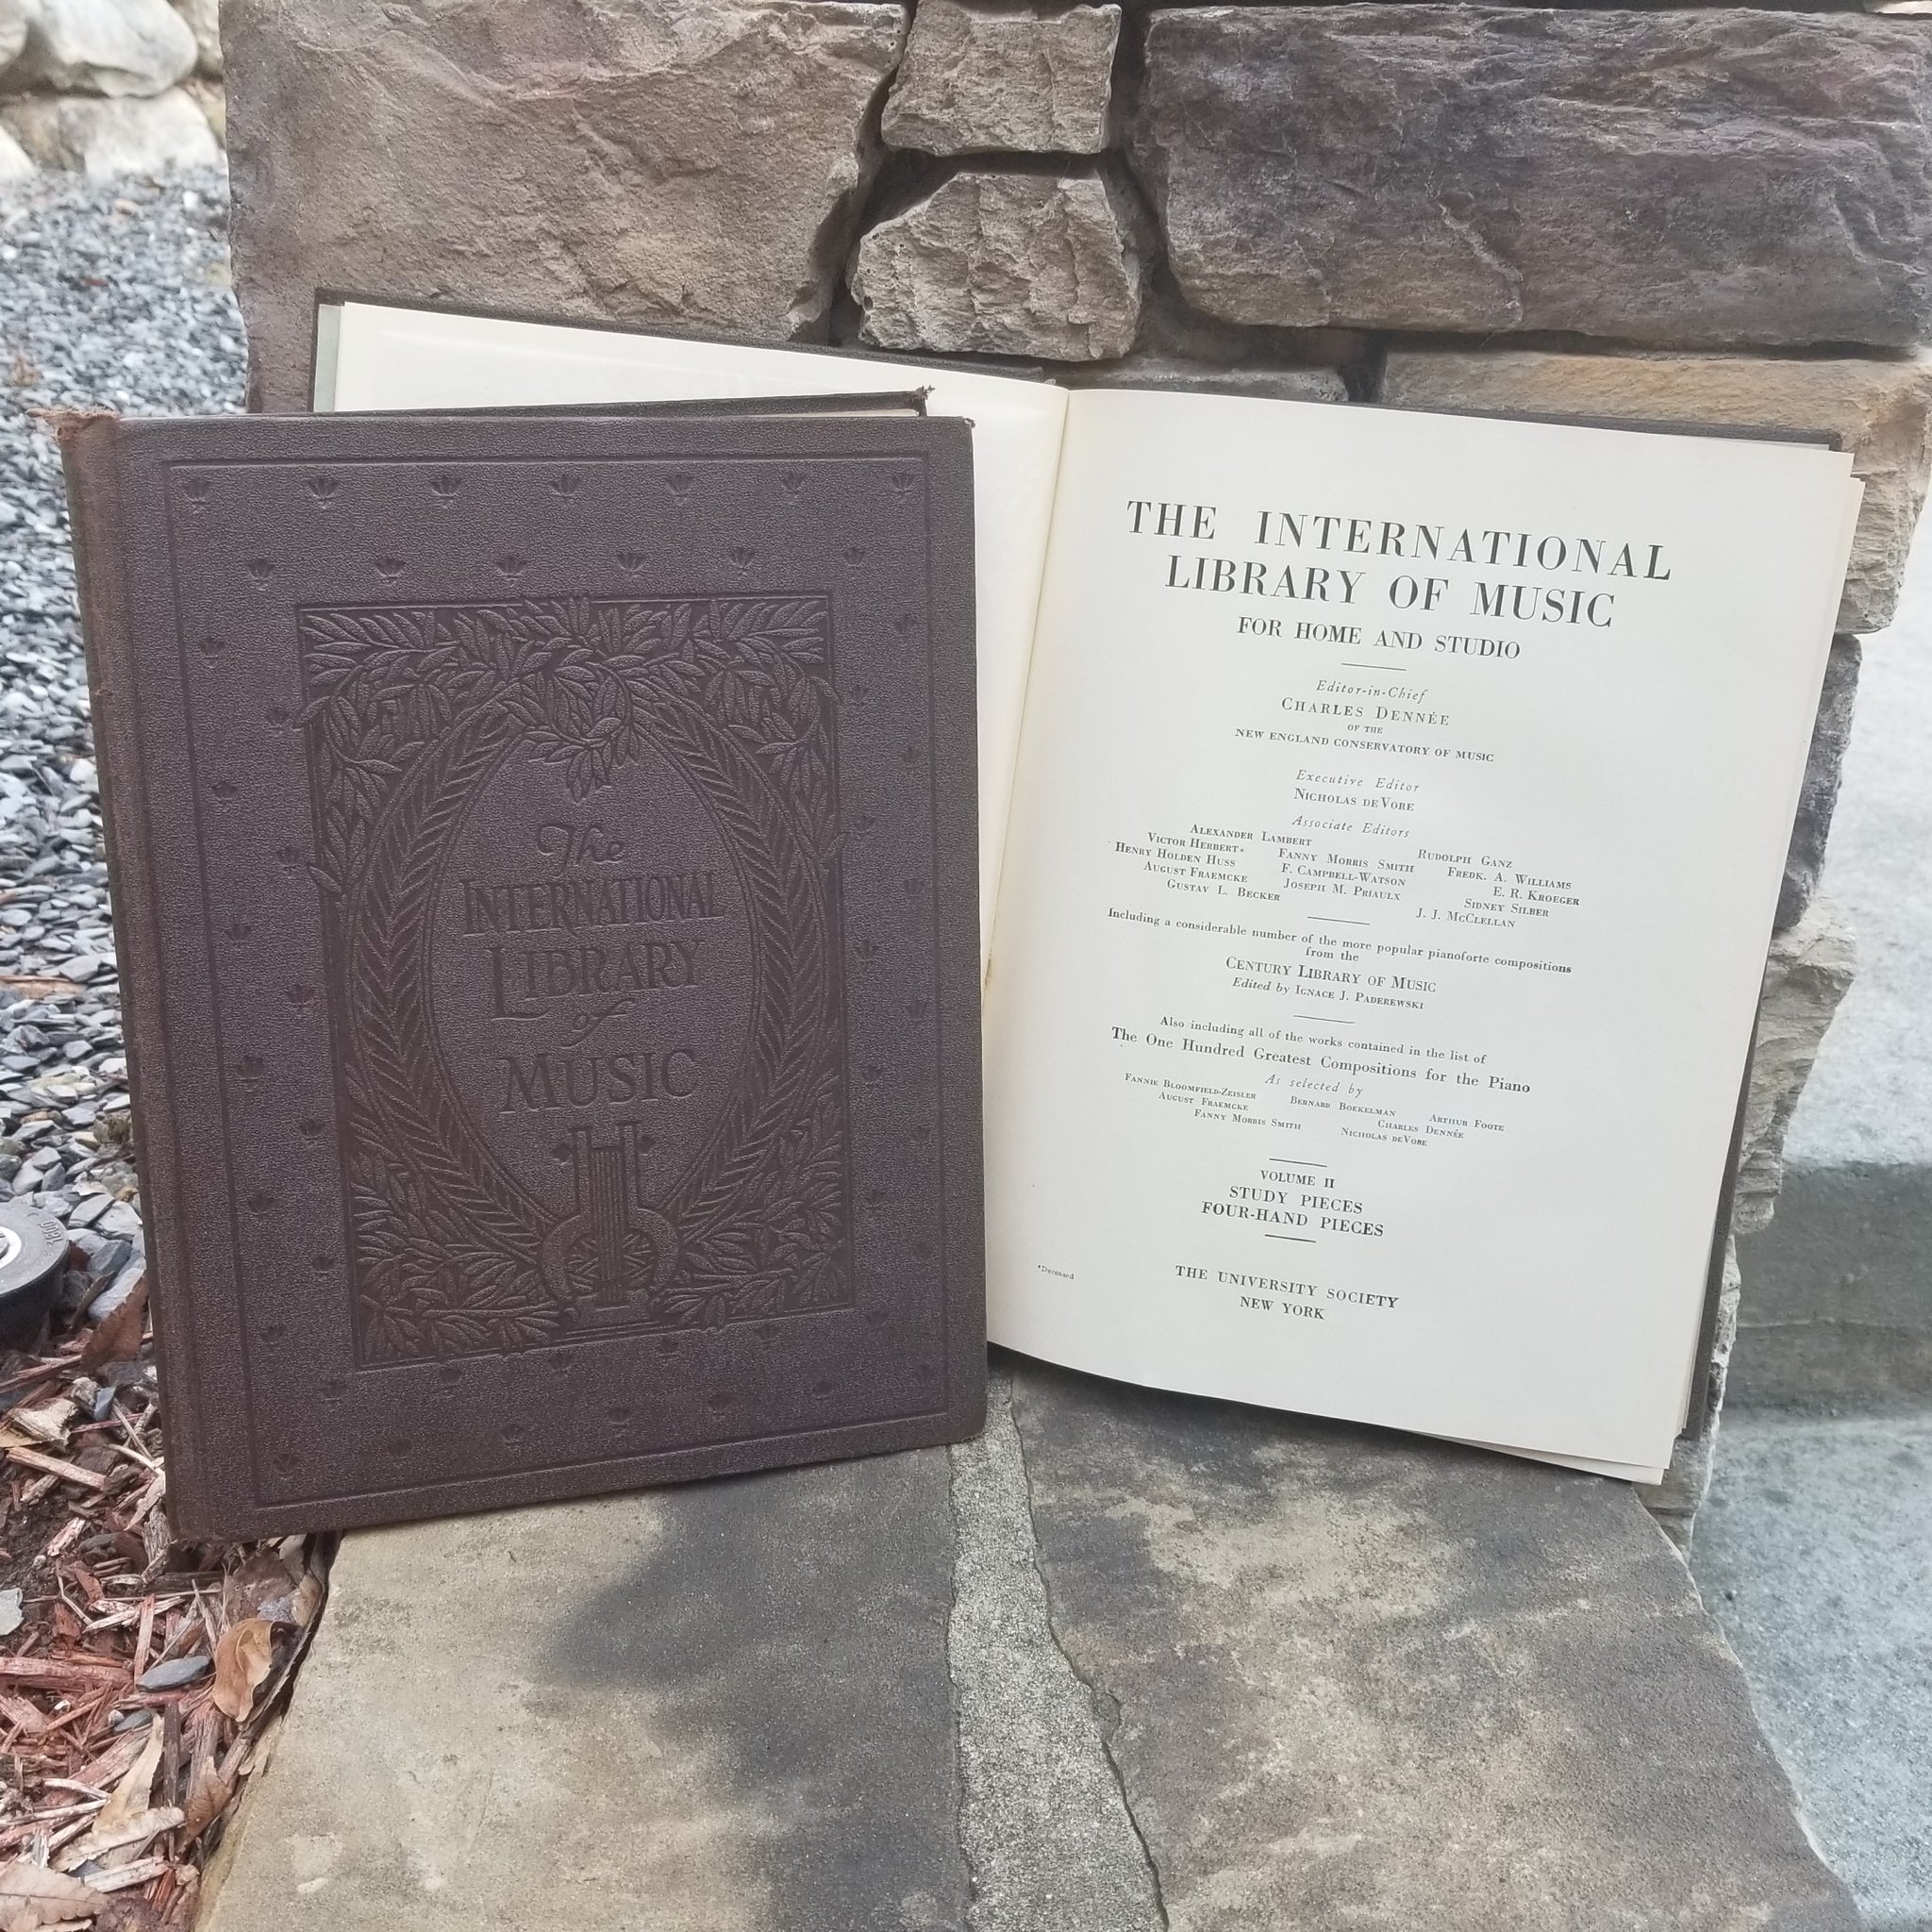 The
INTERNATIONAL
LIBRARY
of
MUSIC
THE INTERNATIONAL
LIBRARY OF MUSIC
FOR HOME AND STUDIO
Editor-in-Chief
CHARLES DENNÉE
OF THE
NEW ENGLAND CONSERVATORY OF MUSIC
Executive Editor
NICHOLAS DEVORE
Associate Editors
ALEXANDER LAMBERT RUDOLPH GANZ
VICTOR HERBERT* FANNY MORRIS SMITH FREDK. A. WILLIAMS
HENRY HOLDEN HUSS F. CAMPBELL-WATSON E. R. KROEGER
AUGUST FRAEMCKE JOSEPH M. PRIAULX SIDNEY SILBER
GUSTAV L. BECKER J. J. MCCLELLAN
Including a considerable number of the more popular pianoforte compositions
from the
CENTURY LIBRARY OF MUSIC
Edited by IGNACE J. PADEREWSKI
Also including all of the works contained in the list of
The One Hundred Greatest Compositions for the Piano
As selected by
FANNIE BLOOMFIELD-ZEISLER BERNARD BOEKELMAN ARTHUR FOOTE
AUGUST FRAEMCKE CHARLES DENNÉE
FANNY MORRIS SMITH NICHOLAS DEVORE
VOLUME II
STUDY PIECES
FOUR-HAND PIECES
*Deceased
THE UNIVERSITY SOCIETY
NEW YORK